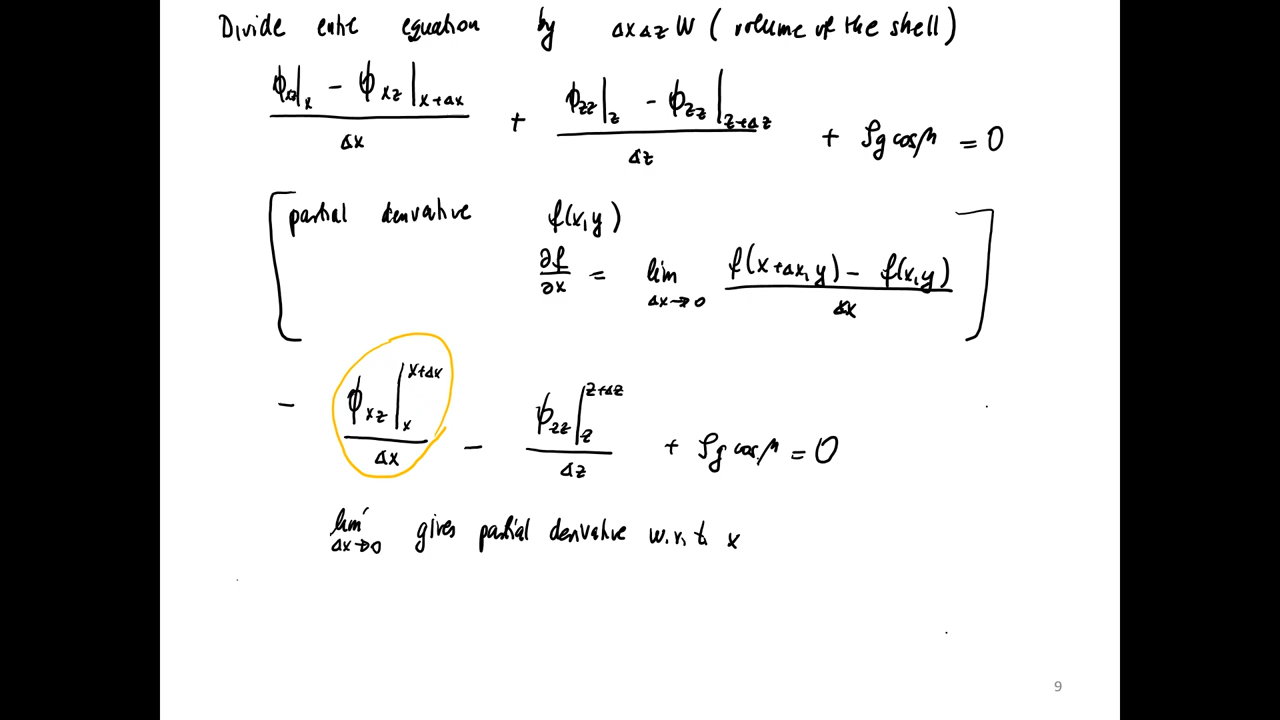 Divide entire equation by Δx Δz W (volume of the shell)
ϕxz|x − ϕxz|x+Δx / Δx + ϕzz|z − ϕzz|z+Δz / Δz + ρg cosβ = 0
partial derivative f(x,y)
∂f/∂x = lim Δx→0 f(x+Δx,y) − f(x,y) / Δx
− ϕxz|x x+Δx / Δx − ϕzz|z z+Δz / Δz + ρg cosβ = 0
lim Δx→0 gives partial derivative w.r.t. x
9